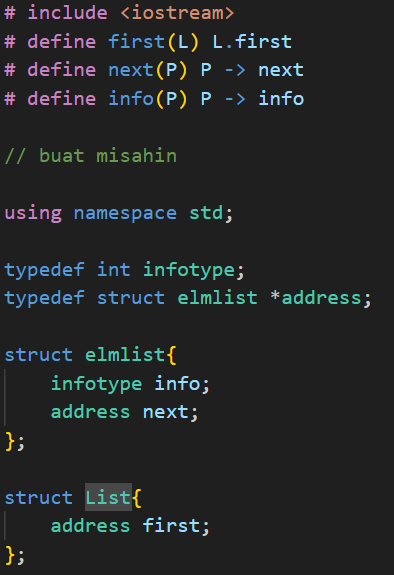 # include <iostream>
# define first(L) L.first
# define next(P) P -> next
# define info(P) P -> info
// buat misahin
using namespace std;
typedef int infotype;
typedef struct elmlist *address;
struct elmlist{
    infotype info;
    address next;
};
struct List{
    address first;
};